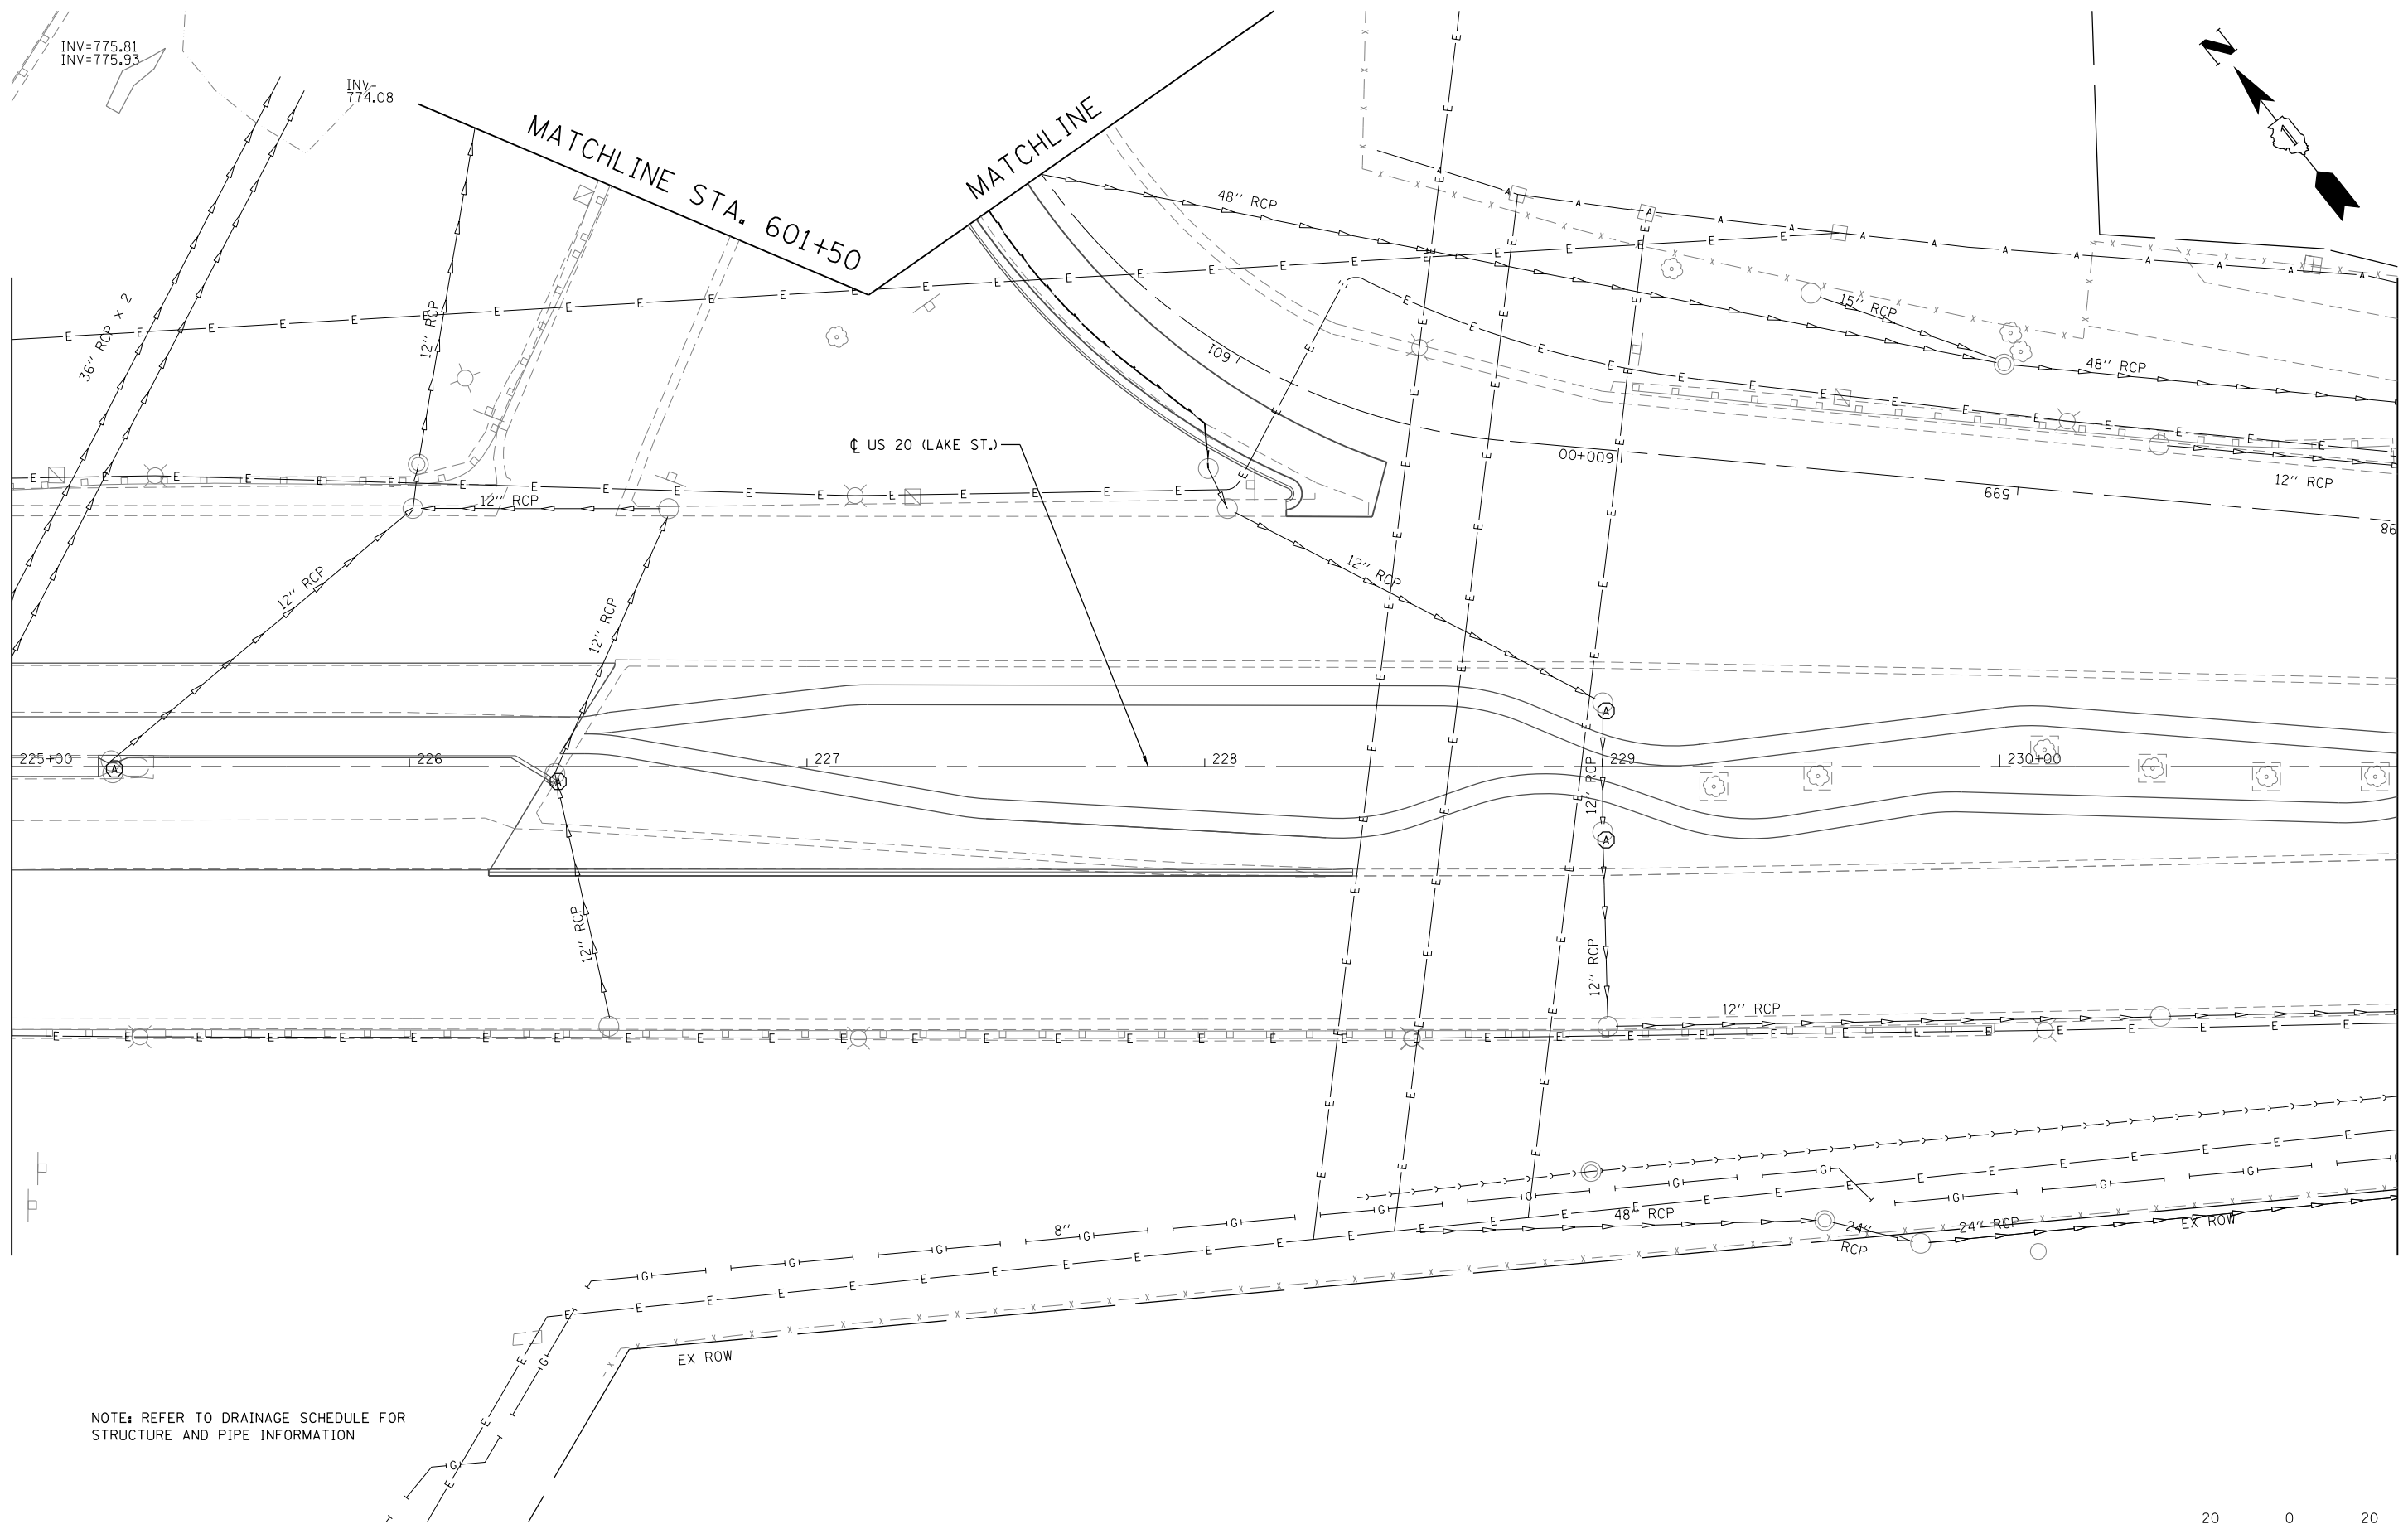 INV=775.81
INV=775.93
INV-
774.08
MATCHLINE STA. 601+50
MATCHLINE
N
48'' RCP
36'' RCP x 2
12'' RCP
15'' RCP
48'' RCP
601
℄ US 20 (LAKE ST.)
600+00
599
98
12'' RCP
12'' RCP
12'' RCP
12'' RCP
12'' RCP
225+00
226
227
228
229
230+00
A
A
A
A
12'' RCP
12'' RCP
12'' RCP
12'' RCP
8''
48'' RCP
24''
RCP
24'' RCP
EX ROW
EX ROW
NOTE: REFER TO DRAINAGE SCHEDULE FOR
STRUCTURE AND PIPE INFORMATION
20 0 20